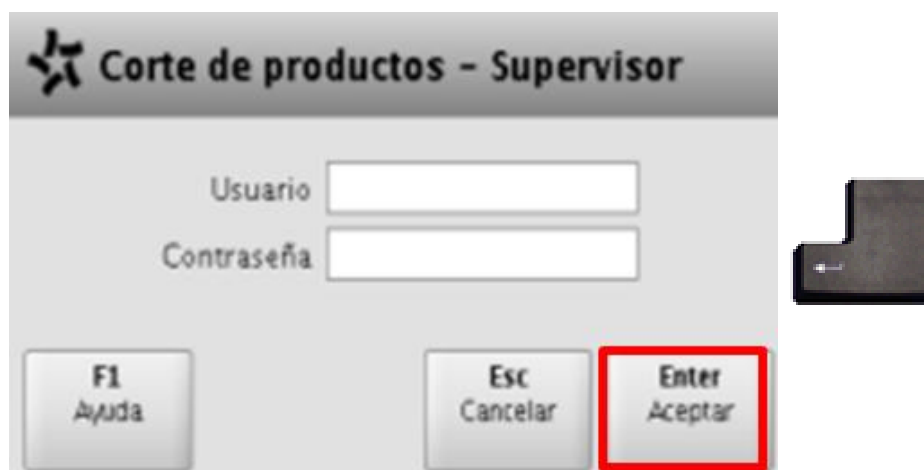 Corte de productos - Supervisor
Usuario
Contraseña
F1
Ayuda
Esc
Cancelar
Enter
Aceptar